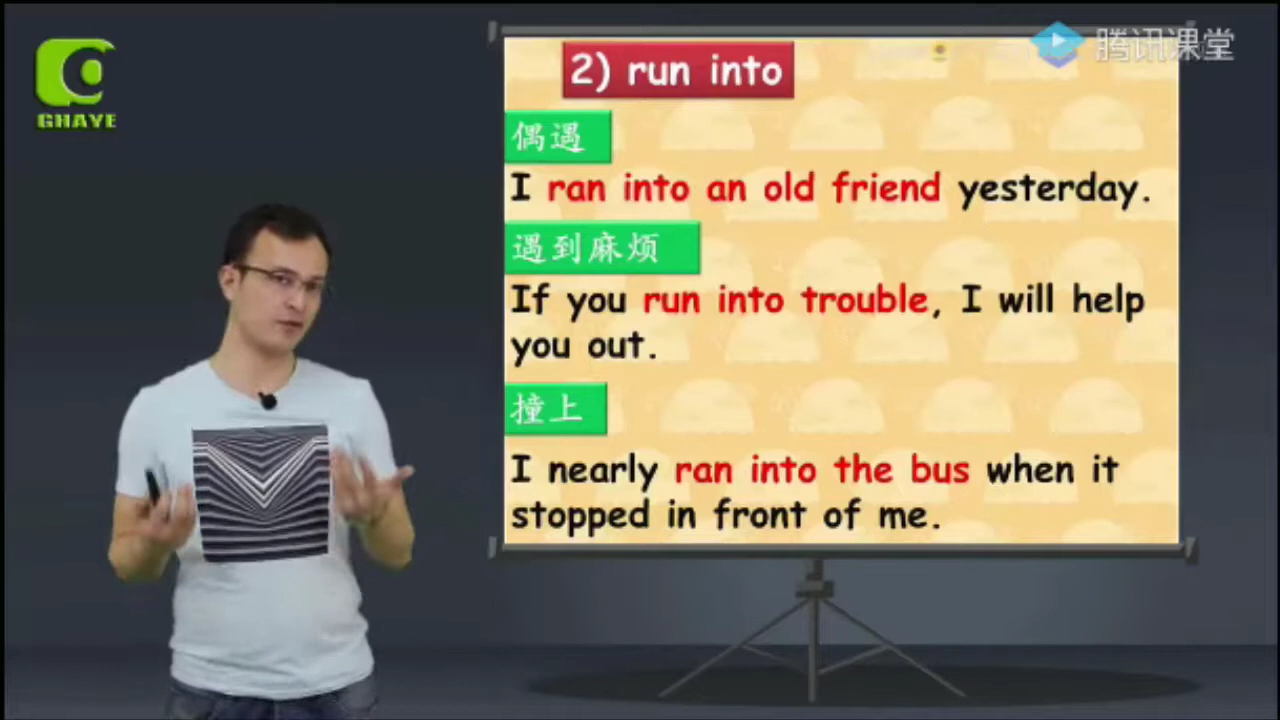 GHAYE
腾讯课堂
2) run into
偶遇
I ran into an old friend yesterday.
遇到麻烦
If you run into trouble, I will help
you out.
撞上
I nearly ran into the bus when it
stopped in front of me.